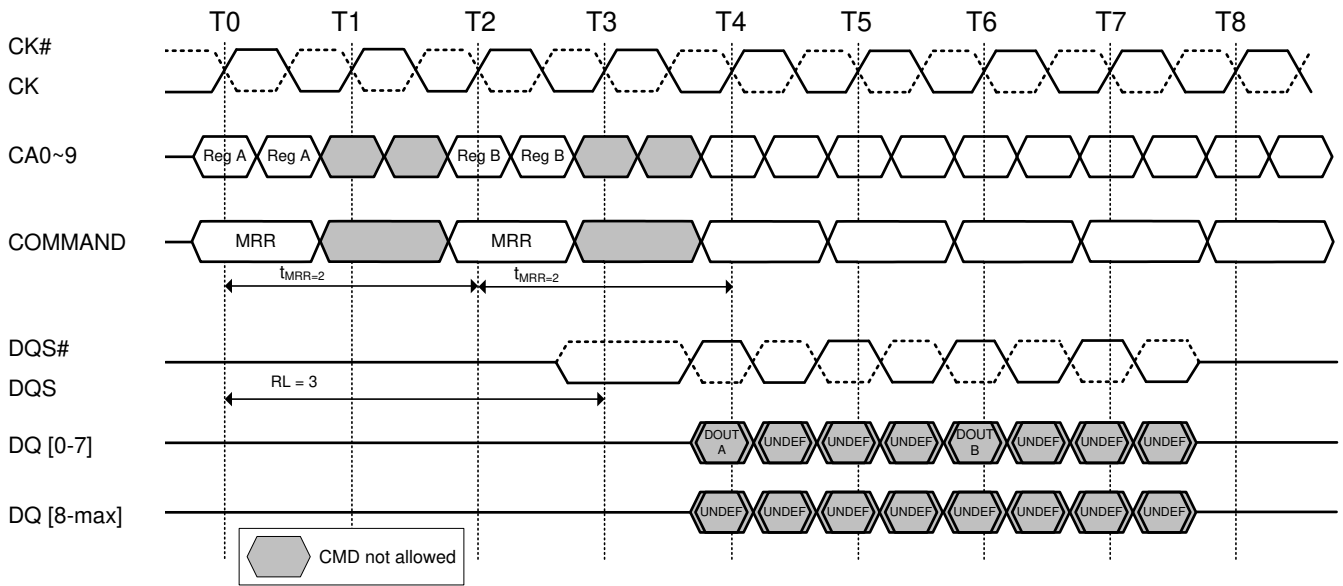 T0 T1 T2 T3 T4 T5 T6 T7 T8
CK#
CK
CA0~9 Reg A Reg A Reg B Reg B
COMMAND MRR MRR
tMRR=2 tMRR=2
DQS#
DQS
RL = 3
DQ [0-7] DOUT A UNDEF UNDEF UNDEF DOUT B UNDEF UNDEF UNDEF
DQ [8-max] UNDEF UNDEF UNDEF UNDEF UNDEF UNDEF UNDEF UNDEF
CMD not allowed